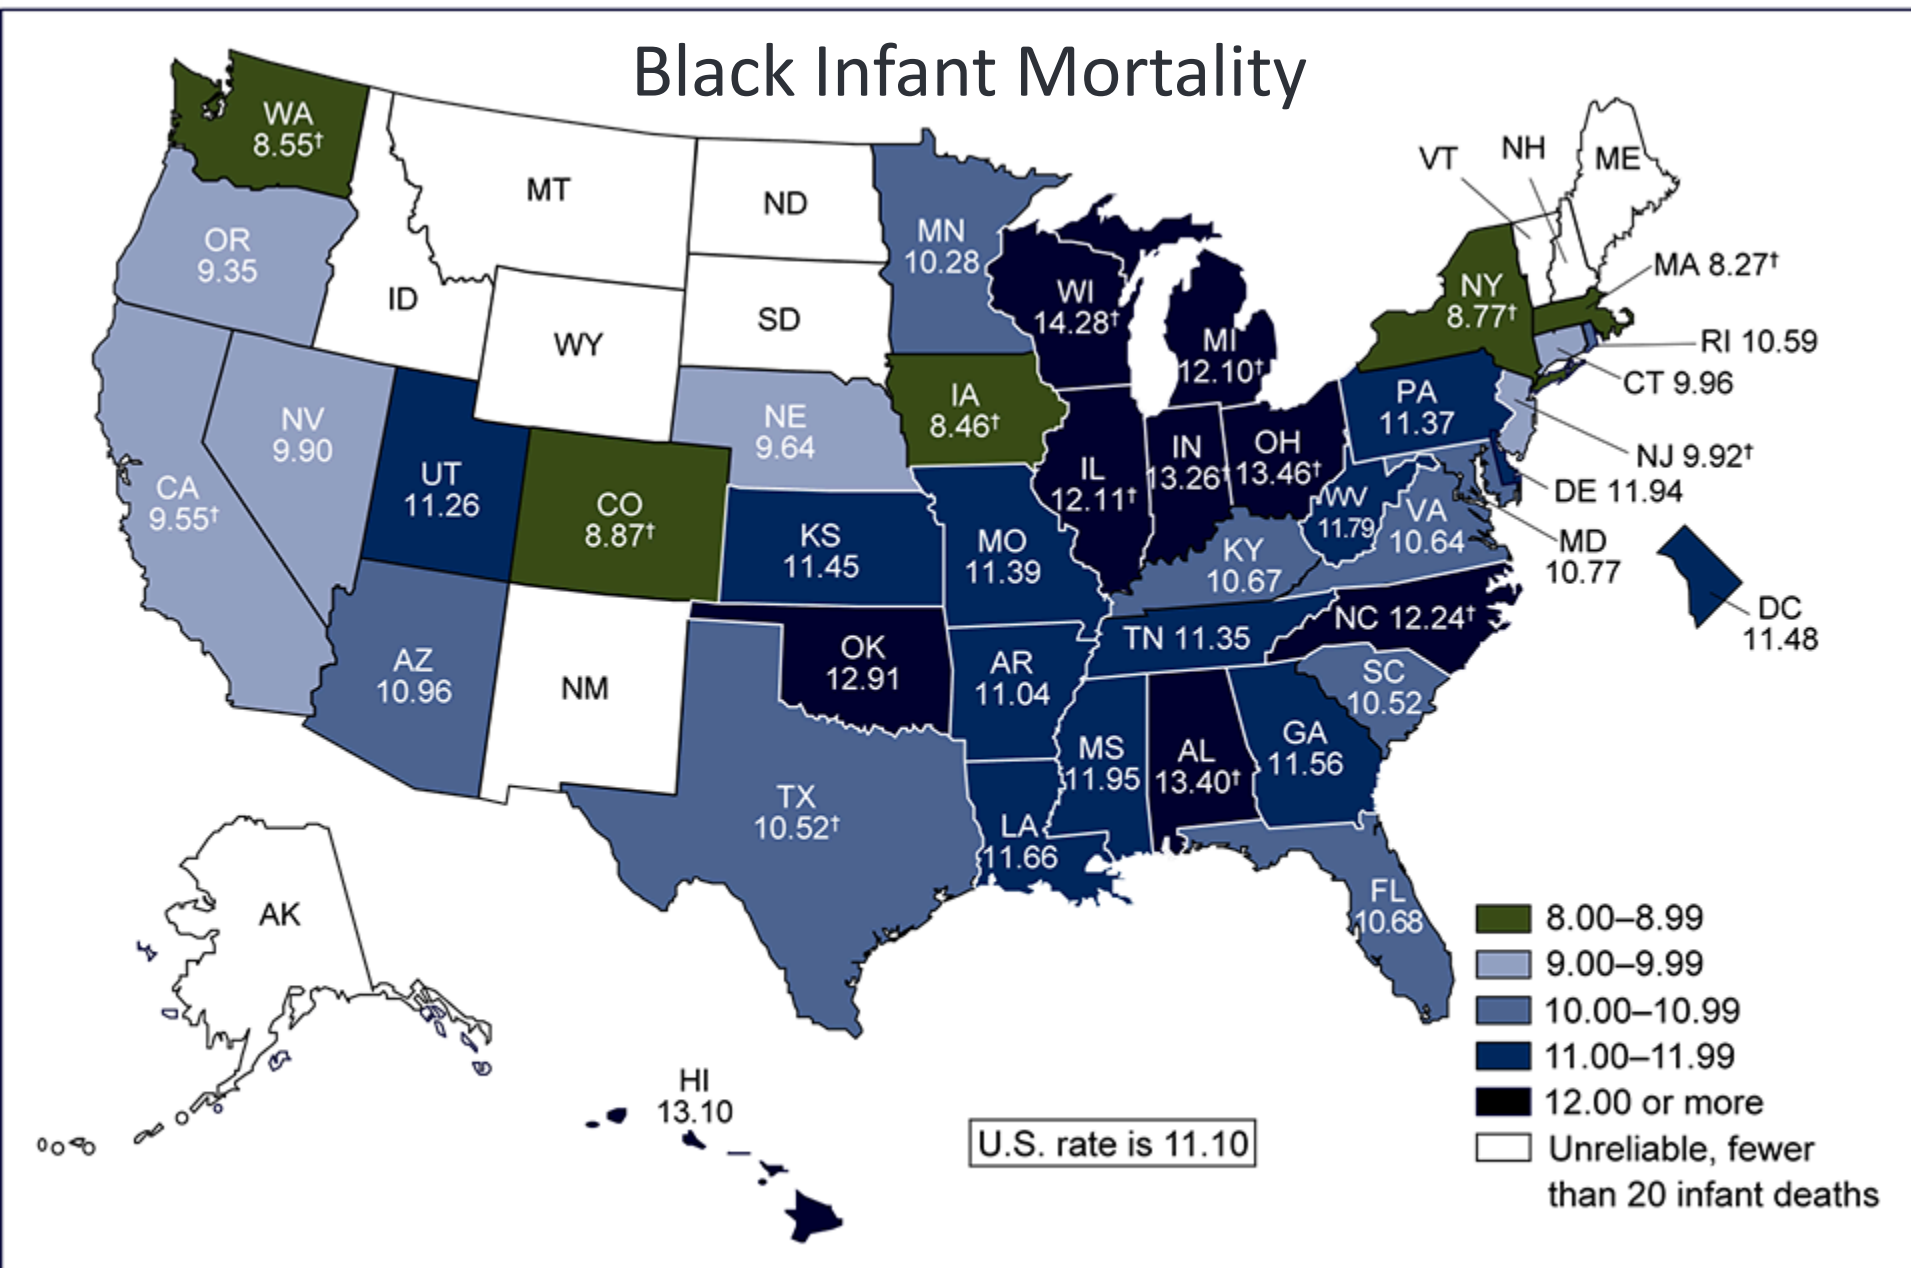 Black Infant Mortality
WA
8.55†
OR
9.35
CA
9.55†
NV
9.90
ID
MT
WY
UT
11.26
AZ
10.96
CO
8.87†
NM
ND
SD
NE
9.64
KS
11.45
OK
12.91
TX
10.52†
MN
10.28
IA
8.46†
MO
11.39
AR
11.04
LA
11.66
WI
14.28†
IL
12.11†
MI
12.10†
IN
13.26†
OH
13.46†
KY
10.67
TN 11.35
MS
11.95
AL
13.40†
GA
11.56
FL
10.68
SC
10.52
NC 12.24†
VA
10.64
WV
11.79
PA
11.37
NY
8.77†
VT
NH
ME
MA 8.27†
RI 10.59
CT 9.96
NJ 9.92†
DE 11.94
MD
10.77
DC
11.48
AK
HI
13.10
U.S. rate is 11.10
8.00–8.99
9.00–9.99
10.00–10.99
11.00–11.99
12.00 or more
Unreliable, fewer
than 20 infant deaths